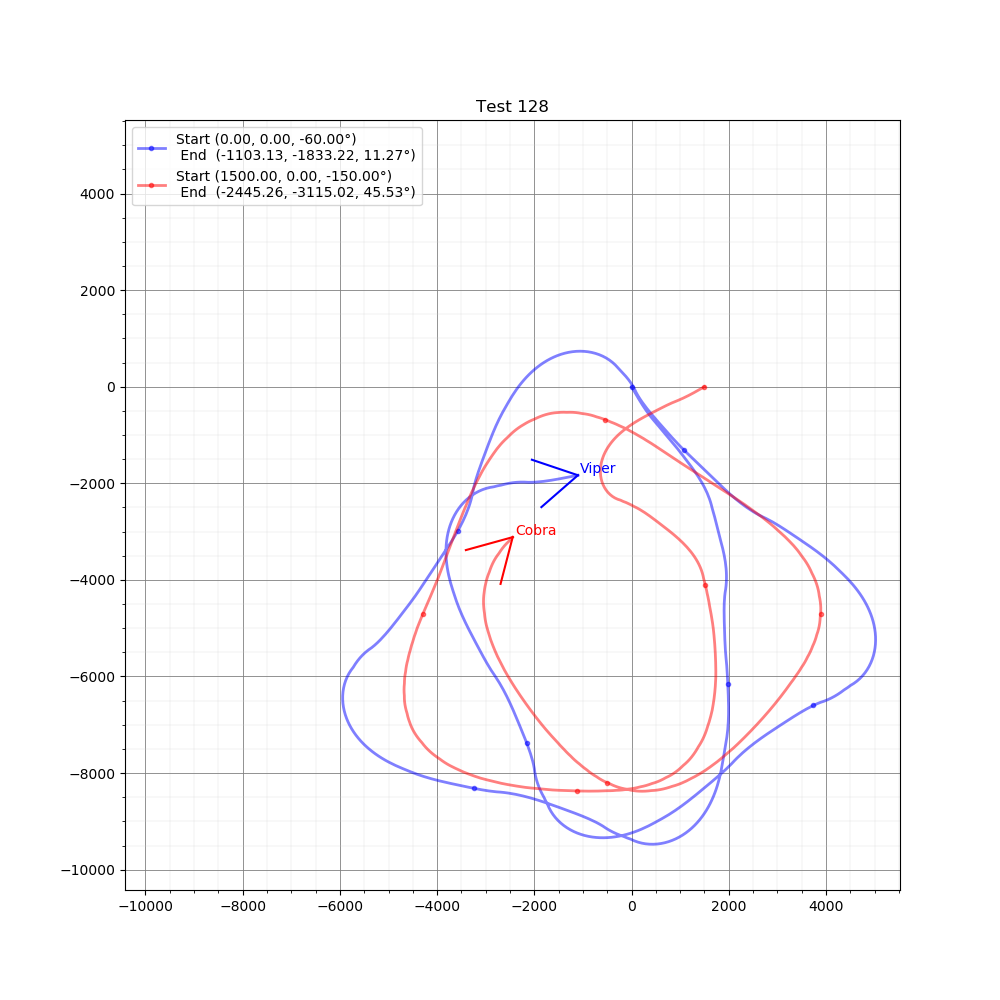 Test 128
Start (0.00, 0.00, -60.00°)
End (-1103.13, -1833.22, 11.27°)
Start (1500.00, 0.00, -150.00°)
End (-2445.26, -3115.02, 45.53°)
4000
2000
0
−2000
−4000
−6000
−8000
−10000
Viper
Cobra
−10000 −8000 −6000 −4000 −2000 0 2000 4000